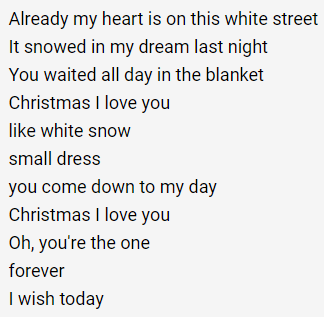 Already my heart is on this white street
It snowed in my dream last night
You waited all day in the blanket
Christmas I love you
like white snow
small dress
you come down to my day
Christmas I love you
Oh, you're the one
forever
I wish today